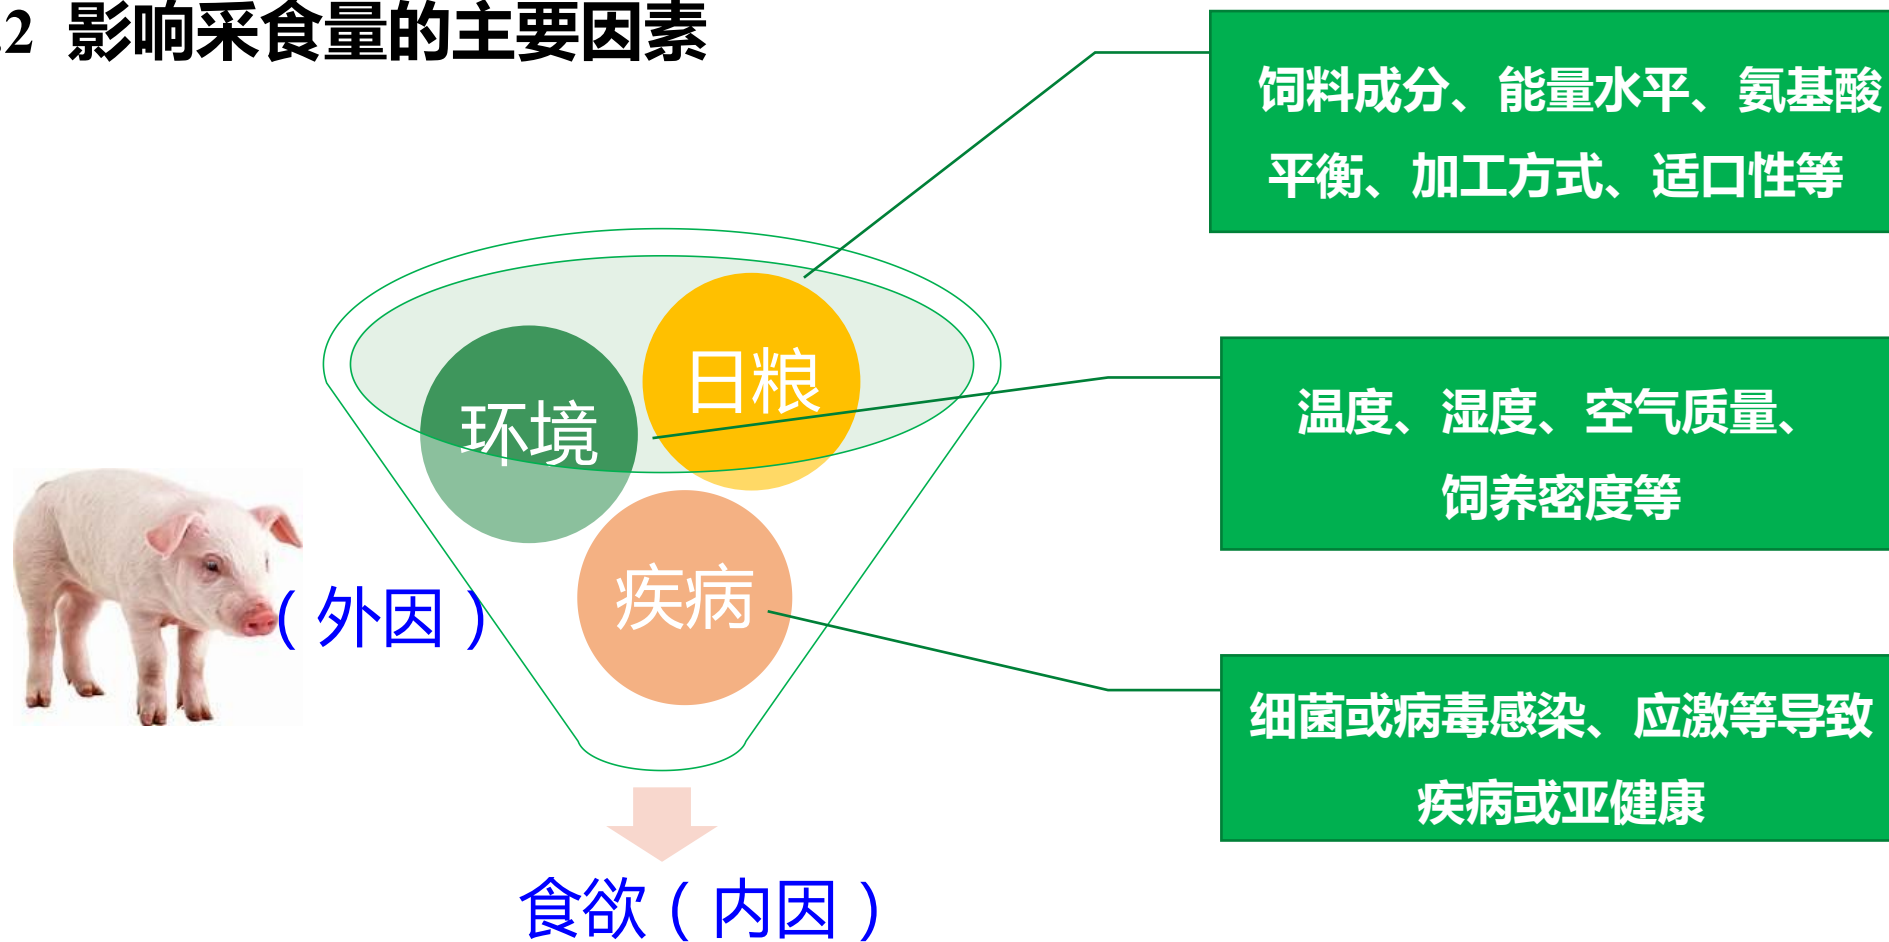 .2 影响采食量的主要因素
饲料成分、能量水平、氨基酸
平衡、加工方式、适口性等
日粮
环境
温度、湿度、空气质量、
饲养密度等
疾病
（外因）
细菌或病毒感染、应激等导致
疾病或亚健康
食欲（内因）